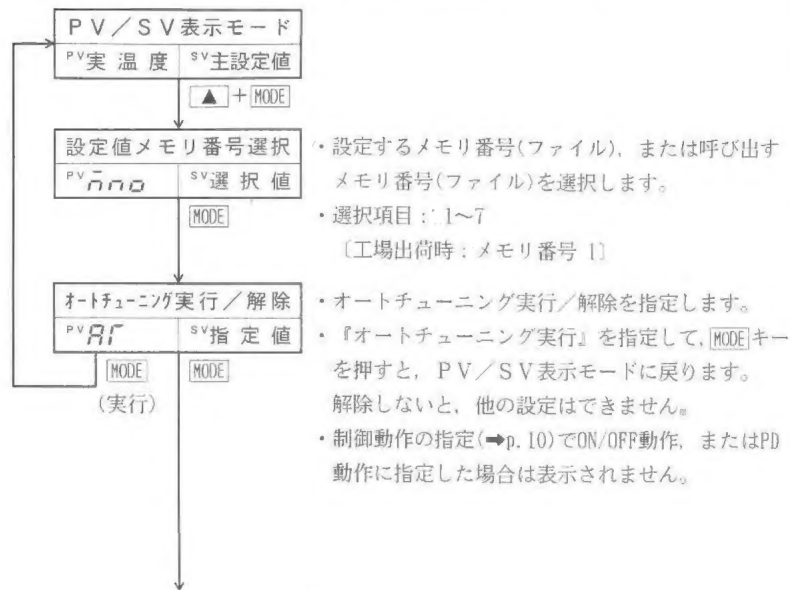 PV／SV表示モード
PV実温度 SV主設定値
▲ + MODE
設定値メモリ番号選択
PV ñno SV選択値
MODE
・設定するメモリ番号(ファイル)，または呼び出す
メモリ番号(ファイル)を選択します。
・選択項目：1～7
〔工場出荷時：メモリ番号 1〕
オートチューニング実行／解除
PV AT SV指定値
MODE
MODE
(実行)
・オートチューニング実行／解除を指定します。
・『オートチューニング実行』を指定して，MODEキー
を押すと，PV／SV表示モードに戻ります。
解除しないと，他の設定はできません。
・制御動作の指定(➡p.10)でON/OFF動作，またはPD
動作に指定した場合は表示されません。